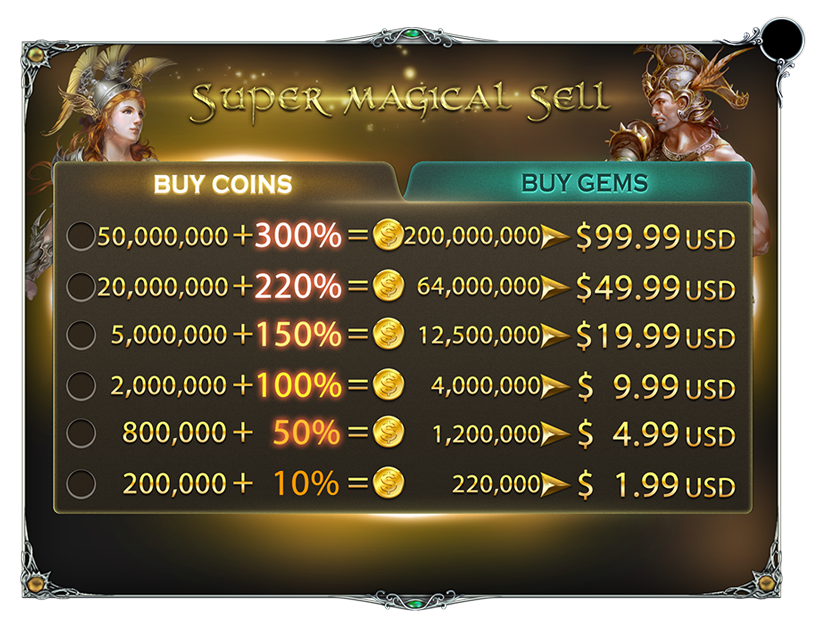 Super magical Sell
BUY COINS BUY GEMS
50,000,000 + 300% = 200,000,000 $99.99 USD
20,000,000 + 220% = 64,000,000 $49.99 USD
5,000,000 + 150% = 12,500,000 $19.99 USD
2,000,000 + 100% = 4,000,000 $ 9.99 USD
800,000 + 50% = 1,200,000 $ 4.99 USD
200,000 + 10% = 220,000 $ 1.99 USD